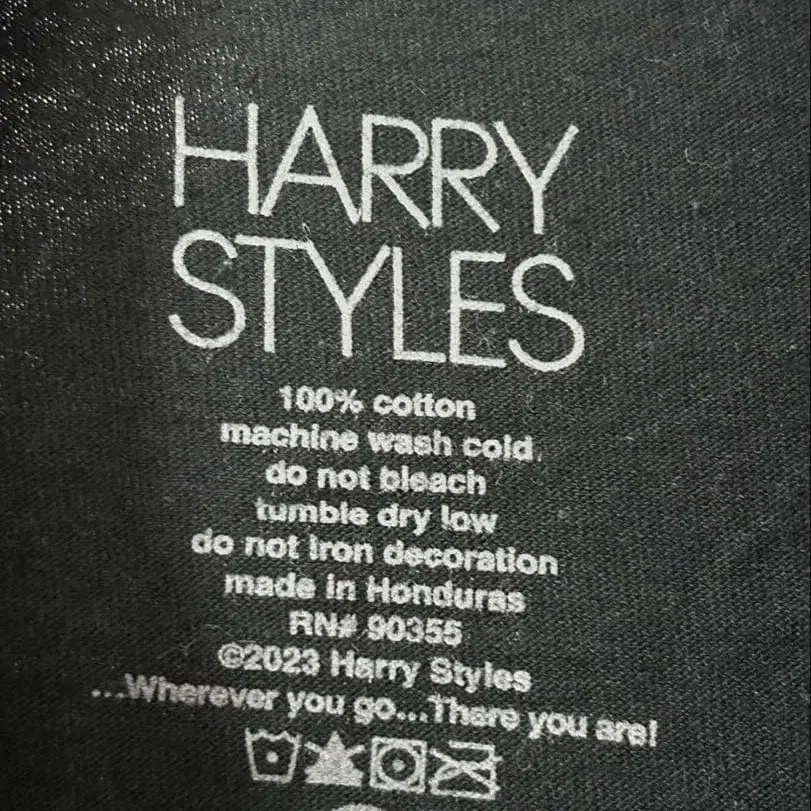 HARRY
STYLES
100% cotton
machine wash cold
do not bleach
tumble dry low
do not iron decoration
made in Honduras
RN# 90355
©2023 Harry Styles
...Wherever you go...There you are!